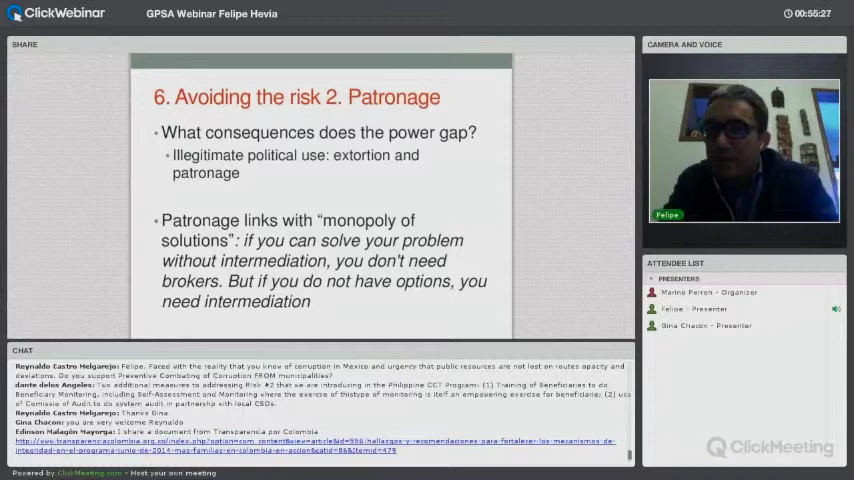 ClickWebinar
GPSA Webinar Felipe Hevia
00:55:27
SHARE
6. Avoiding the risk 2. Patronage
•What consequences does the power gap?
• Illegitimate political use: extortion and
patronage
•Patronage links with “monopoly of
solutions”: if you can solve your problem
without intermediation, you don't need
brokers. But if you do not have options, you
need intermediation
CAMERA AND VOICE
Felipe
ATTENDEE LIST
PRESENTERS
Marine Perron - Organizer
Felipe - Presenter
Gina Chacon - Presenter
CHAT
Reynaldo Castro Melgarejo: Felipe. Faced with the reality that you know of corruption in Mexico and urgency that public resources are not lost on routes opacity and
deviations. Do you support Preventive Combating of Corruption FROM municipalities?
dante delos Angeles: Two additional measures to addressing Risk #2 that we are introducing in the Philippine CCT Program: (1) Training of Beneficiaries to do
Beneficiary Monitoring, including Self-Assessment and Monitoring where the exercise of thistype of monitoring is itself an empowering exercise for beneficiarie; (2) use
of Comissio of Audit to do system audit in partnership with local CSOs.
Reynaldo Castro Melgarejo: Thanks Gina
Gina Chacon: you are very welcome Reynaldo
Edinson Malagón Mayorga: I share a document from Transparencia por Colombia
http://www.transparenciacolombia.org.co/index.php?option=com_content&view=article&id=556:hallazgos-y-recomendaciones-para-fortalecer-los-mecanismos-de-
integridad-en-el-programa-junio-de-2014-mas-familias-en-colombia-en-accion&catid=86&Itemid=479
ClickMeeting
Powered by ClickMeeting.com - Host your own meeting